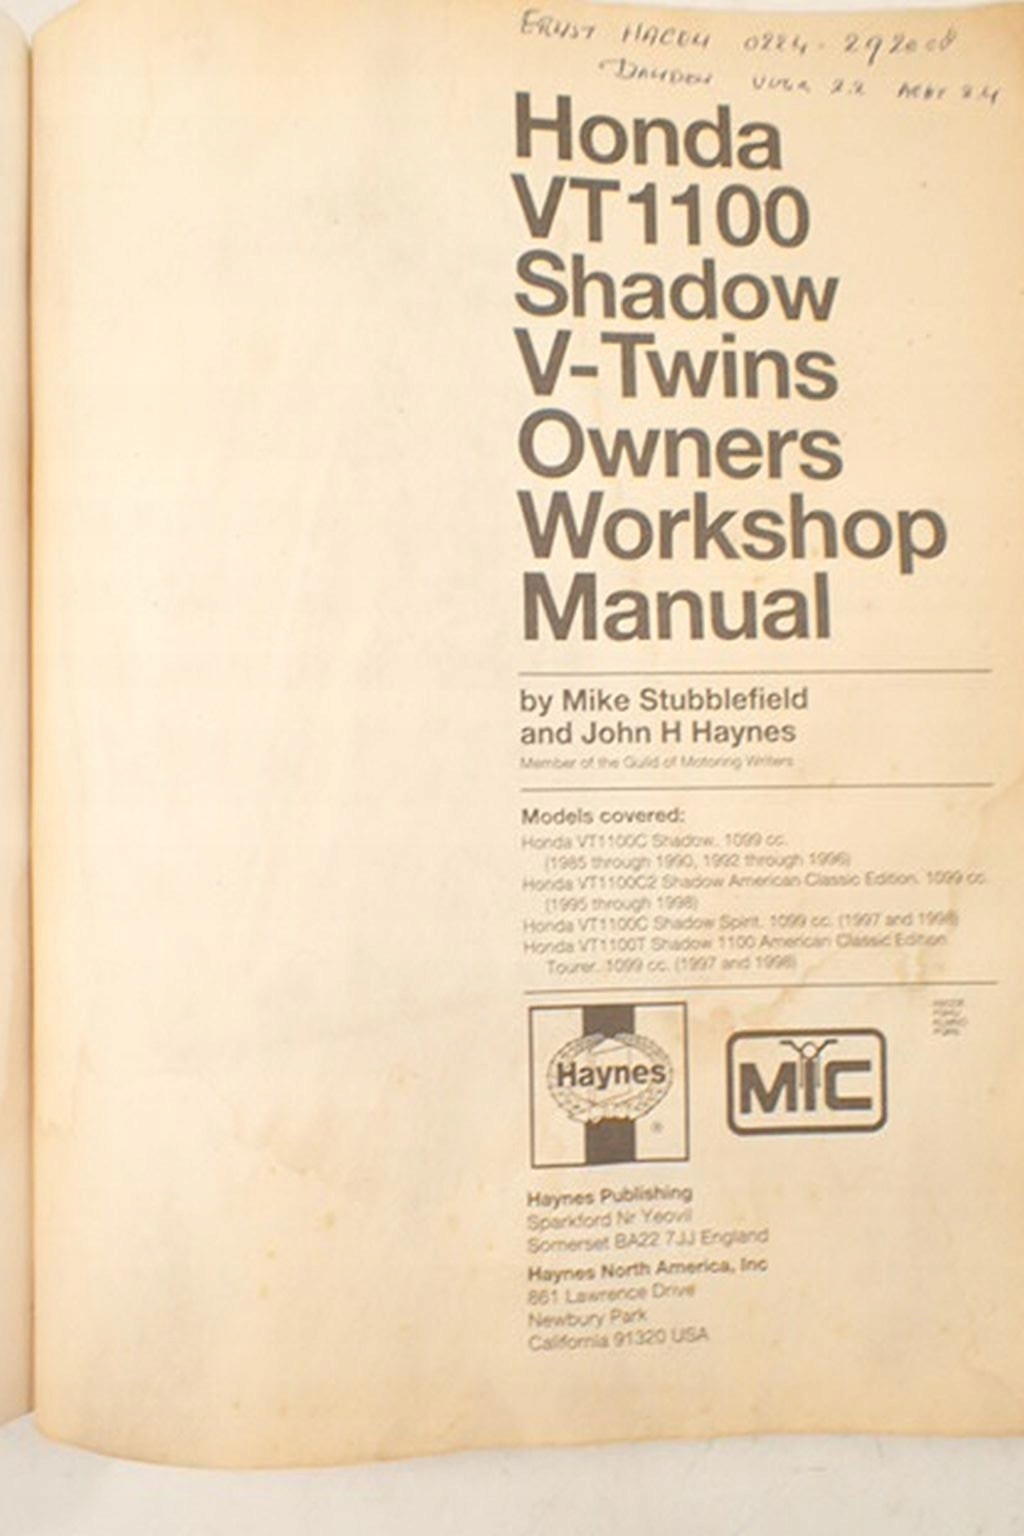 ERNST
Honda
VT1100
Shadow
V-Twins
Owners
Workshop
Manual
by Mike Stubblefield
and John H Haynes
Member of the Guild of Motoring Writers
Models covered:
Honda VT1100C Shadow. 1099 cc.
(1985 through 1990, 1992 through 1996)
Honda VT1100C2 Shadow American Classic Edition. 1099 cc.
(1995 through 1998)
Honda VT1100C Shadow Spirit. 1099 cc. (1997 and 1998)
Honda VT1100T Shadow 1100 American Classic Edition
Tourer. 1099 cc. (1997 and 1998)
Haynes
®
MIC
Haynes Publishing
Sparkford Nr Yeovil
Somerset BA22 7JJ England
Haynes North America, Inc
861 Lawrence Drive
Newbury Park
California 91320 USA